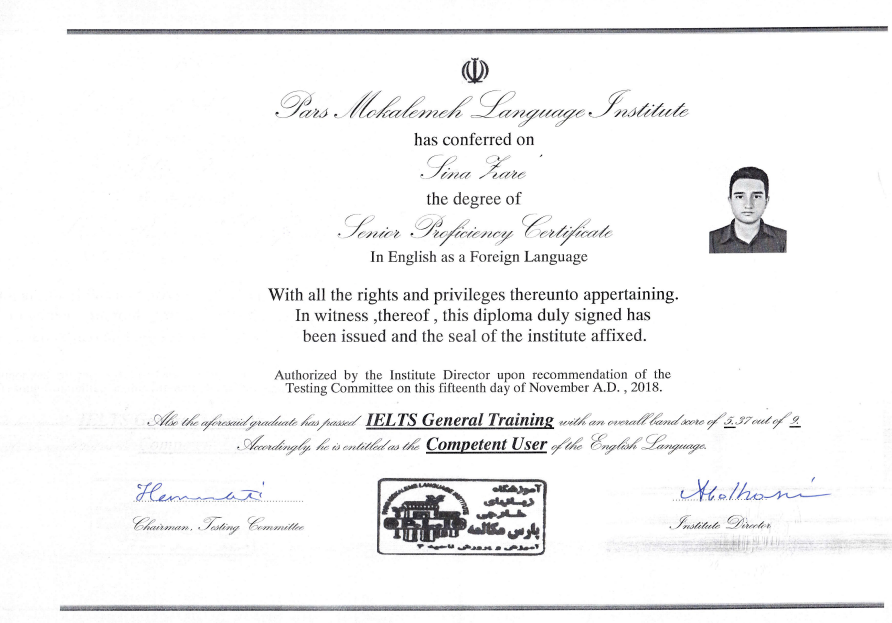 Pars Mokalemeh Language Institute
has conferred on
Sina Zare
the degree of
Senior Proficiency Certificate
In English as a Foreign Language
With all the rights and privileges thereunto appertaining.
In witness ,thereof , this diploma duly signed has
been issued and the seal of the institute affixed.
Authorized by the Institute Director upon recommendation of the
Testing Committee on this fifteenth day of November A.D. , 2018.
Also the aforesaid graduate has passed IELTS General Training with an overall band score of 5.37 out of 9.
Accordingly, he is entitled as the Competent User of the English Language.
Chairman, Testing Committee
PARS MOKALEMEH LANGUAGE INSTITUTE
آموزشگاه
زبانهای
خارجی
پارس مکالمه
آموزش و پرورش ناحیه ۳
Institute Director